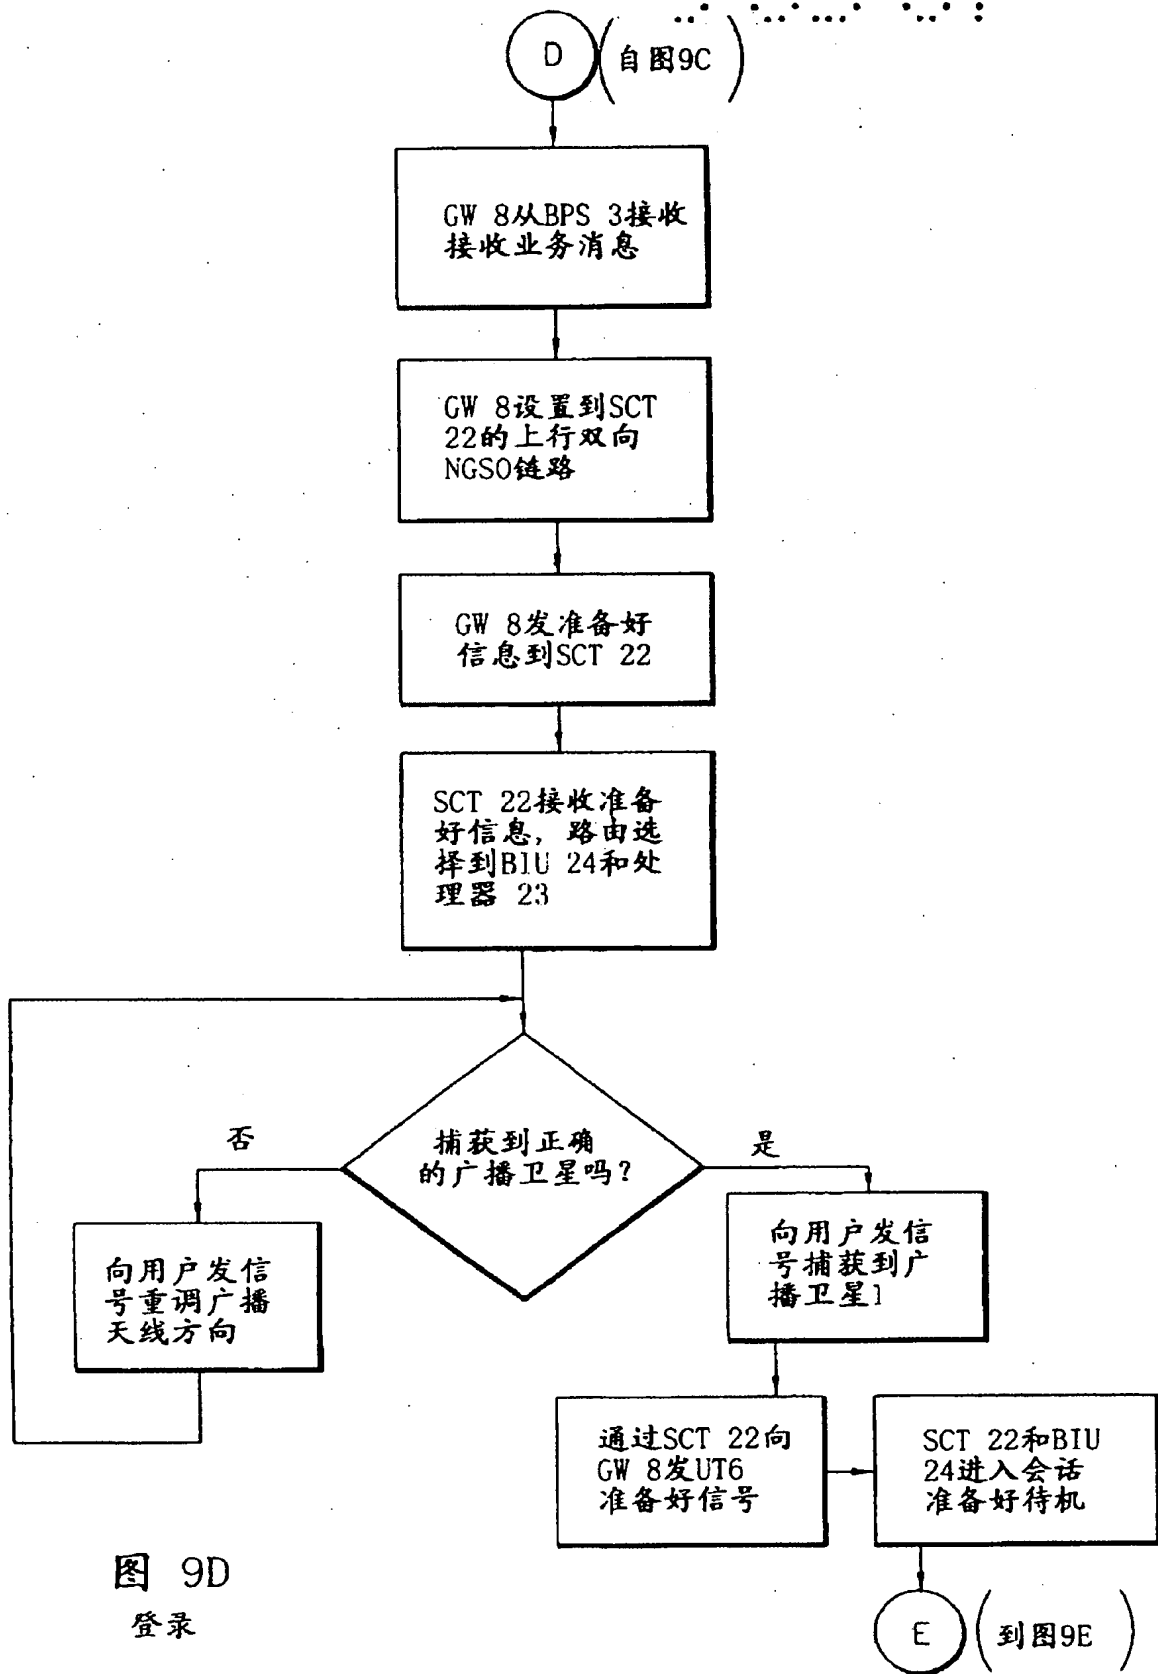 D
自图9C
GW 8从BPS 3接收
接收业务消息
GW 8设置到SCT
22的上行双向
NGSO链路
GW 8发准备好
信息到SCT 22
SCT 22接收准备
好信息, 路由选
择到BIU 24和处
理器 23
捕获到正确
的广播卫星吗?
否
是
向用户发信
号重调广播
天线方向
向用户发信
号捕获到广
播卫星1
通过SCT 22向
GW 8发UT6
准备好信号
SCT 22和BIU
24进入会话
准备好待机
E
到图9E
图 9D
登录